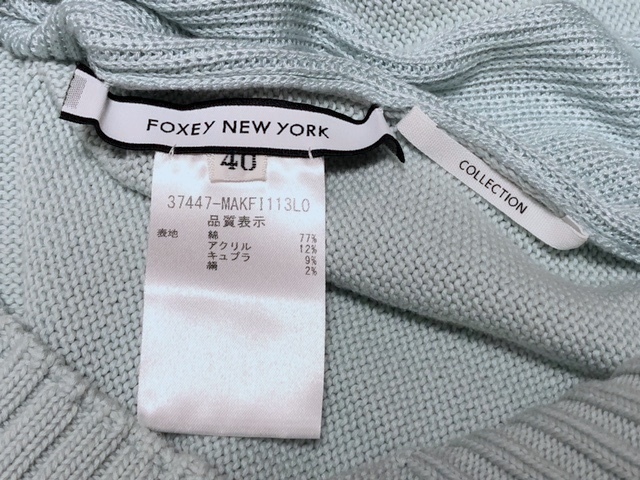 FOXEY NEW YORK
COLLECTION
40
37447-MAKFI113LO
品質表示
表地 綿 77%
アクリル 12%
キュプラ 9%
絹 2%